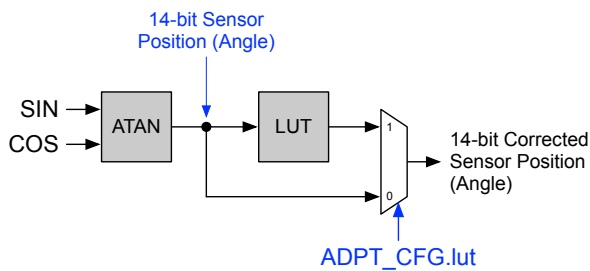 14-bit Sensor
Position (Angle)
SIN
COS
ATAN
LUT
1
0
14-bit Corrected
Sensor Position
(Angle)
ADPT_CFG.lut